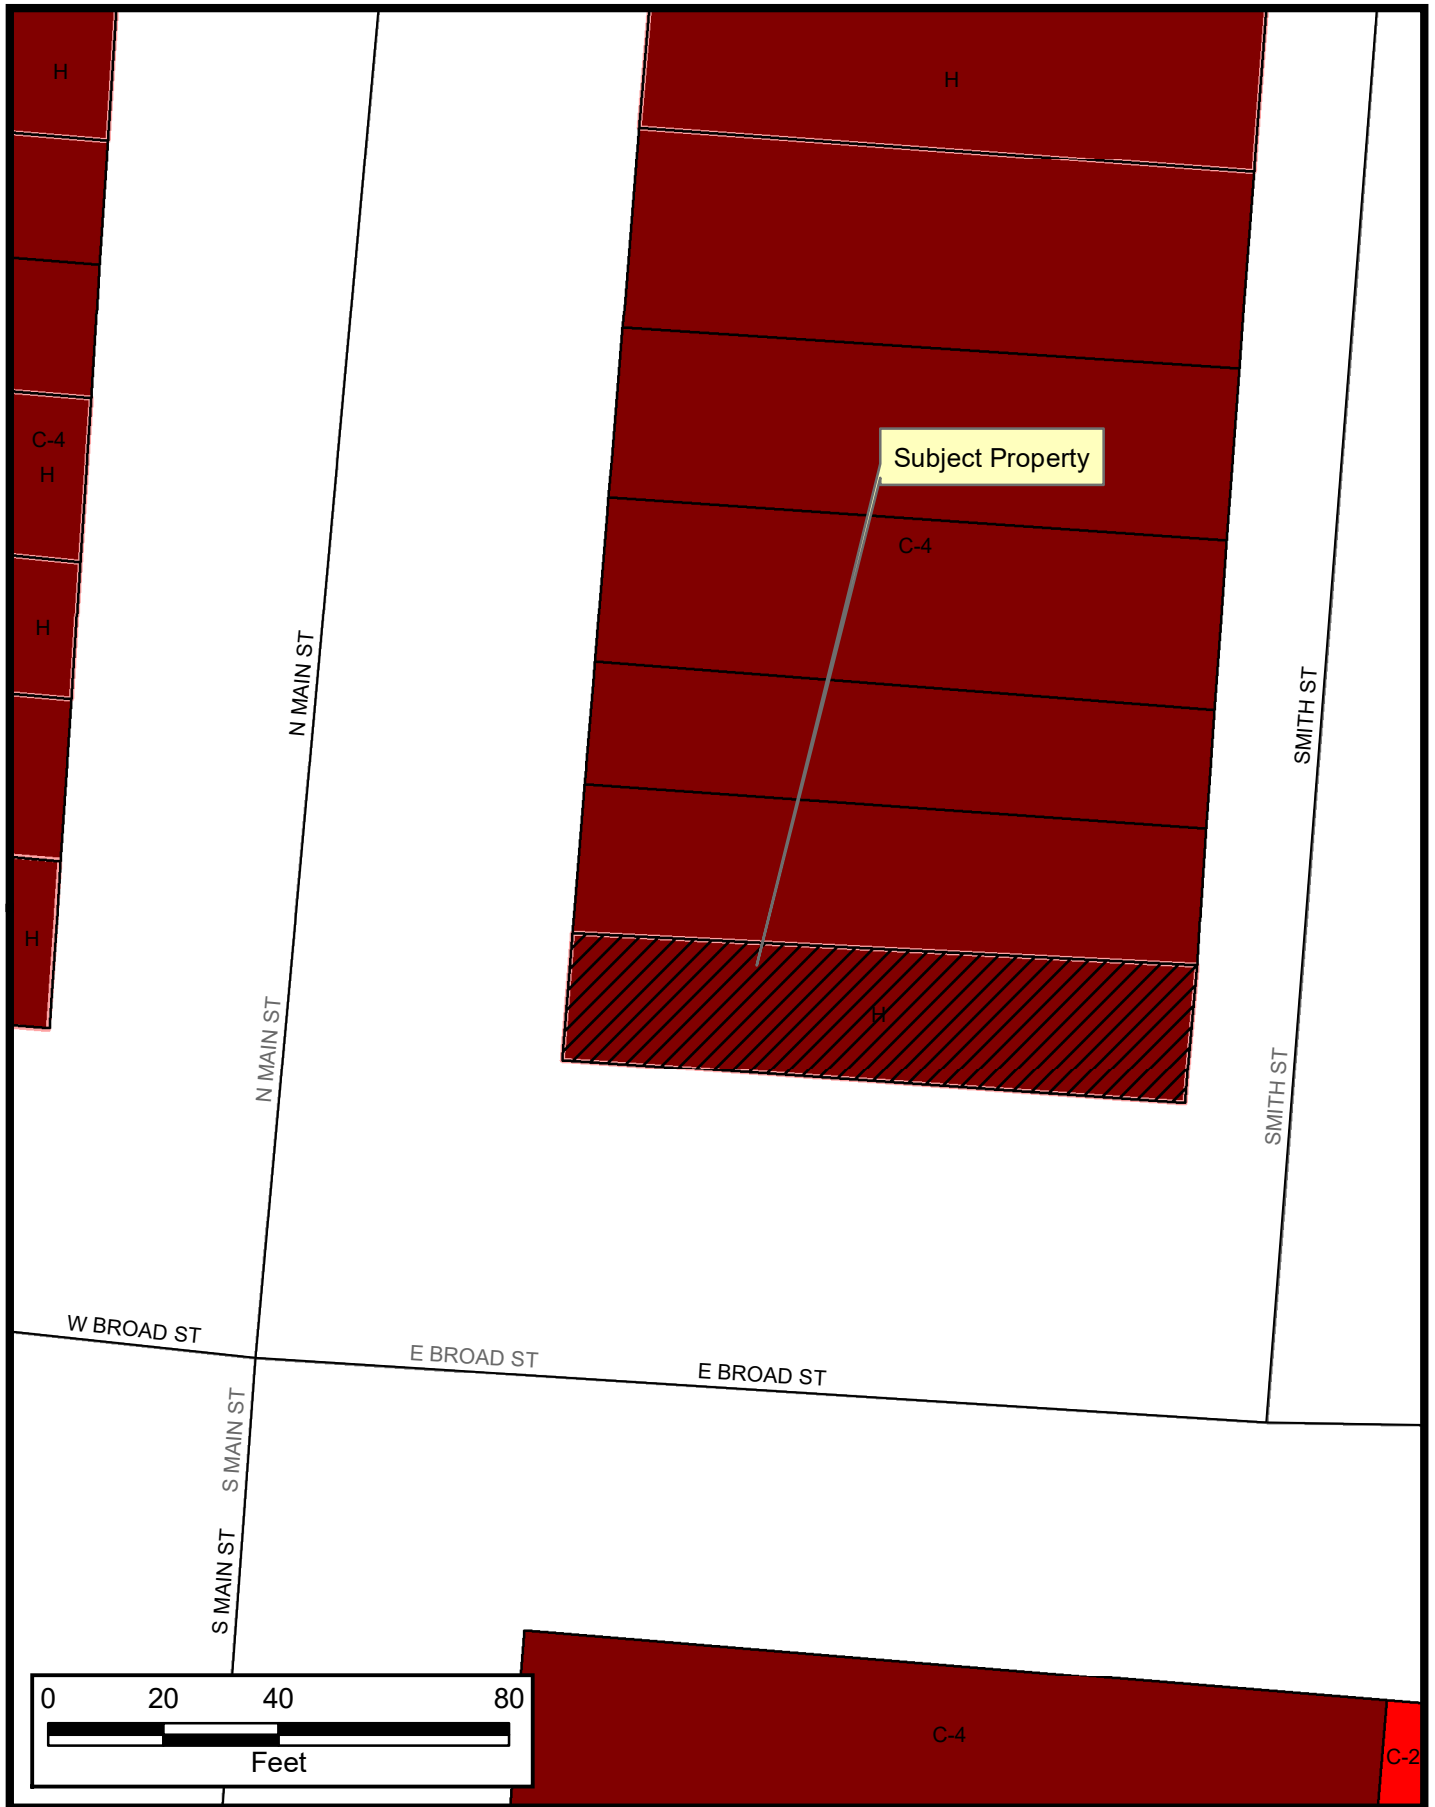 H
H
C-4
H
Subject Property
C-4
H
N MAIN ST
SMITH ST
H
H
N MAIN ST
SMITH ST
W BROAD ST
E BROAD ST
E BROAD ST
S MAIN ST
S MAIN ST
0 20 40 80
Feet
C-4
C-2